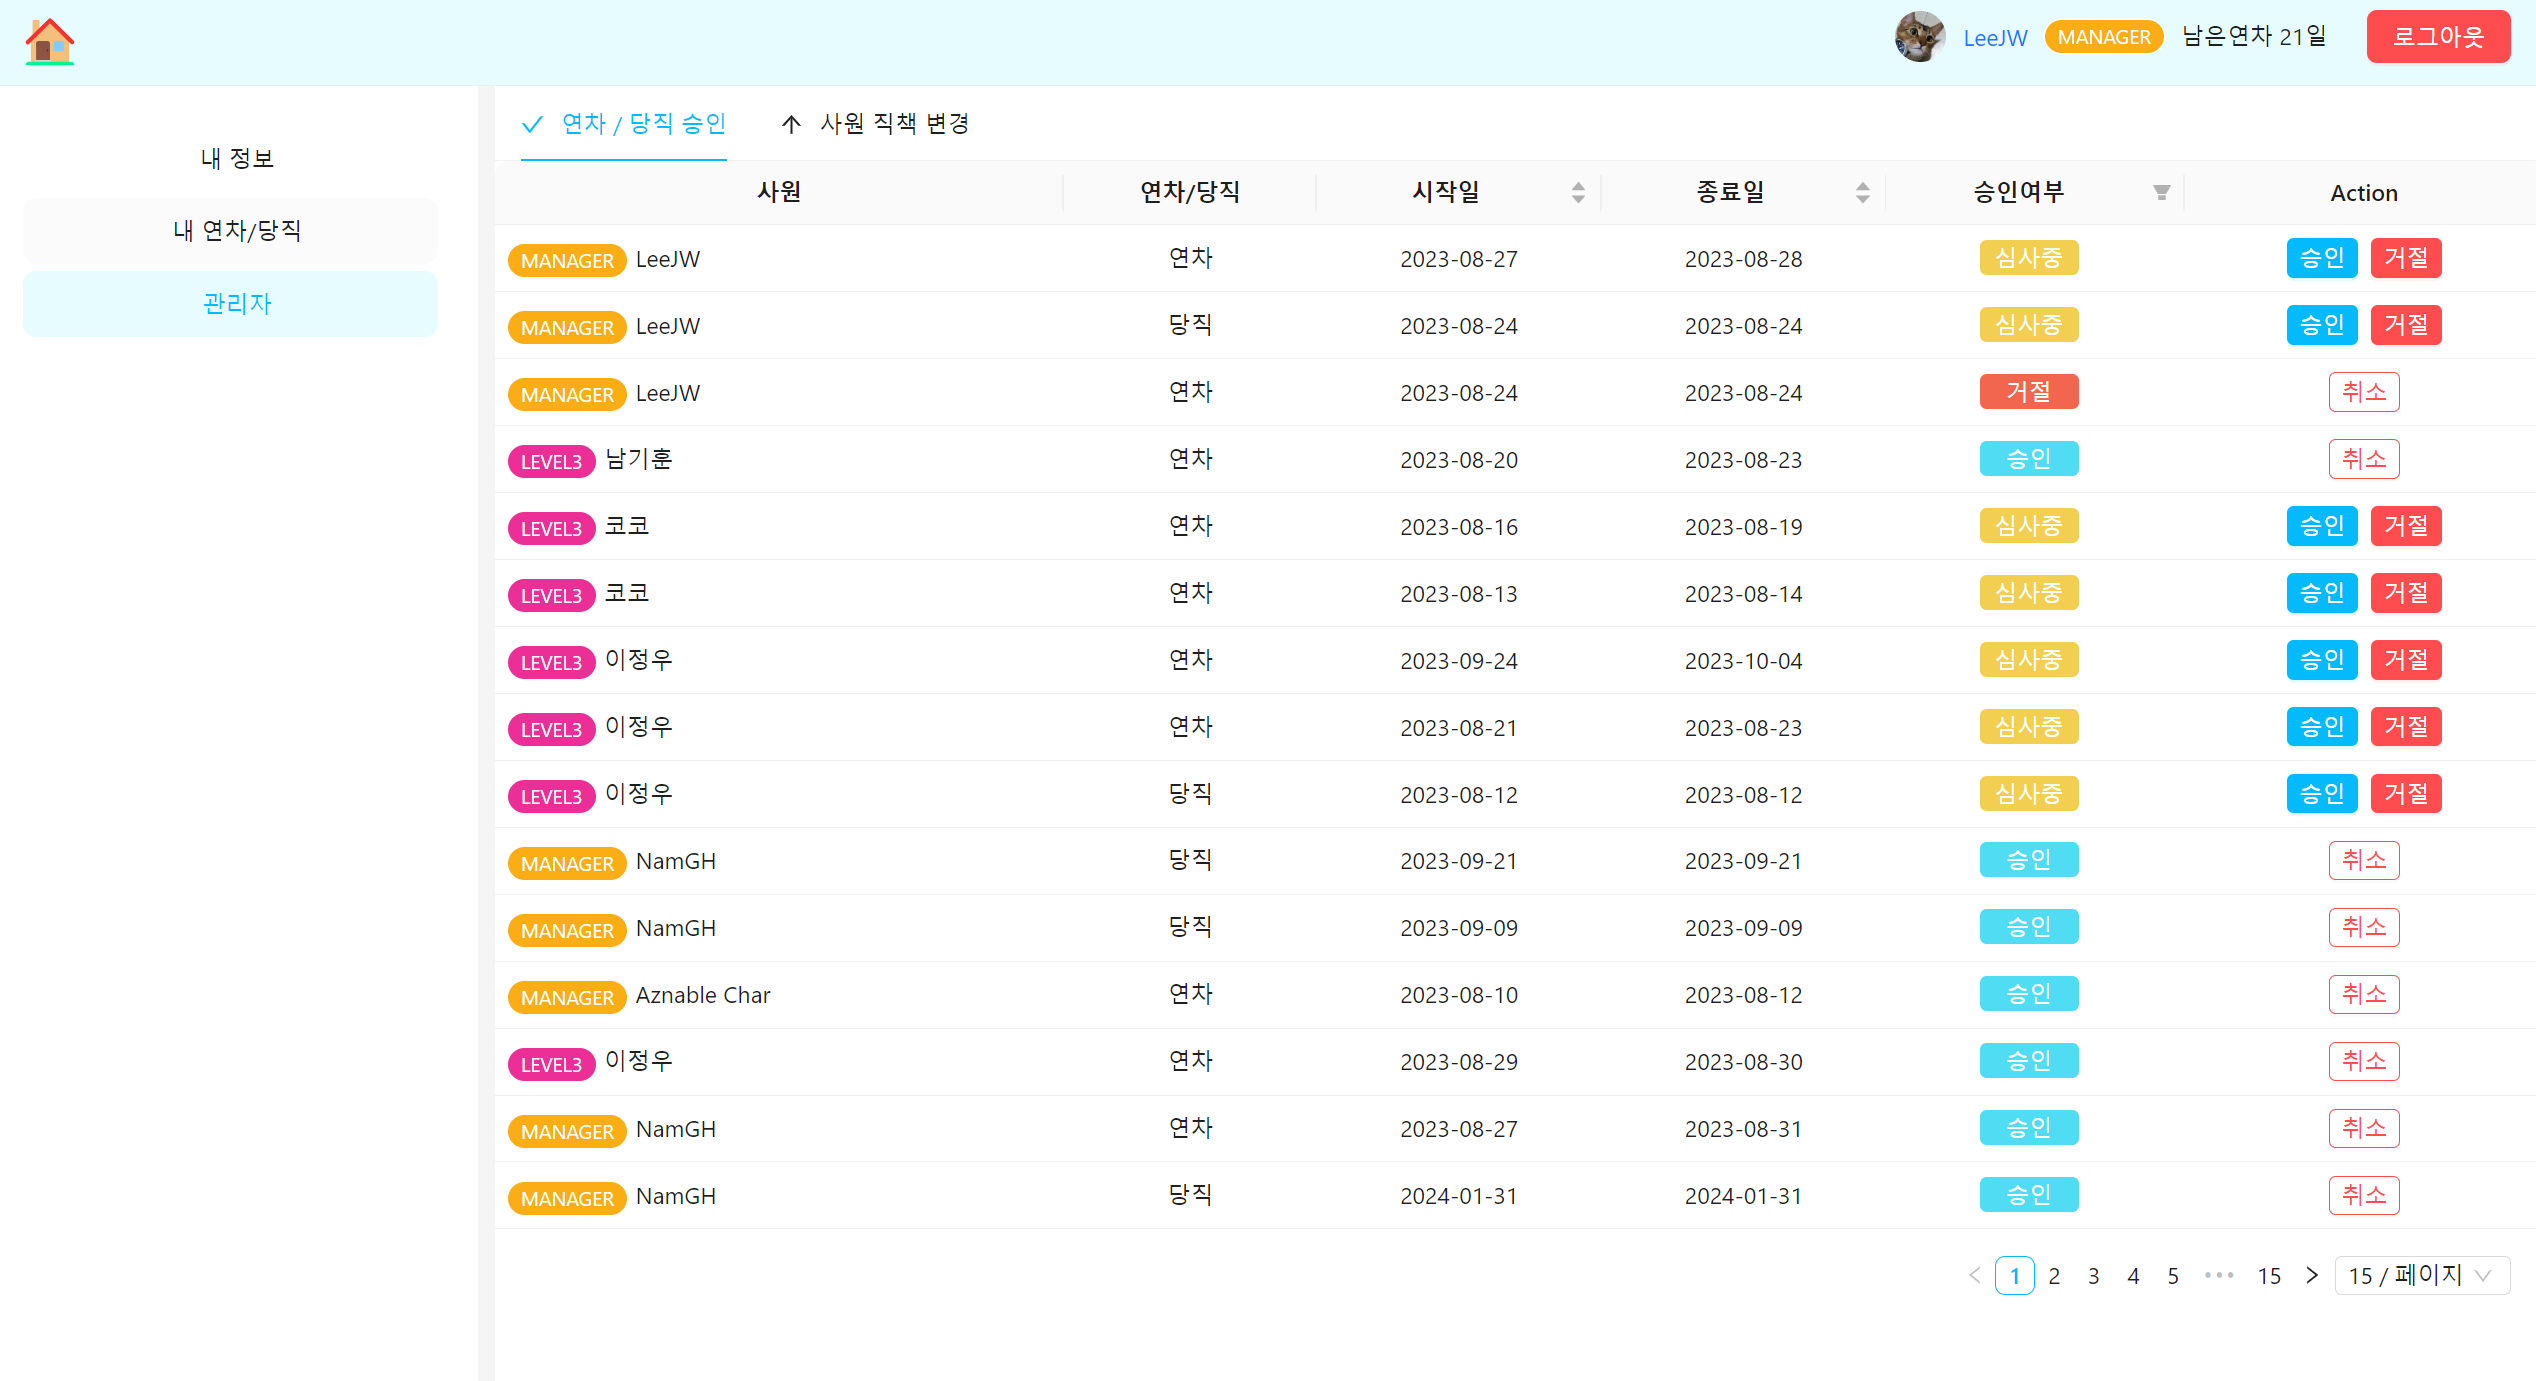 LeeJW MANAGER 남은연차 21일 로그아웃
내 정보
내 연차/당직
관리자
연차 / 당직 승인 사원 직책 변경
사원 연차/당직 시작일 종료일 승인여부 Action
MANAGER LeeJW 연차 2023-08-27 2023-08-28 심사중 승인 거절
MANAGER LeeJW 당직 2023-08-24 2023-08-24 심사중 승인 거절
MANAGER LeeJW 연차 2023-08-24 2023-08-24 거절 취소
LEVEL3 남기훈 연차 2023-08-20 2023-08-23 승인 취소
LEVEL3 코코 연차 2023-08-16 2023-08-19 심사중 승인 거절
LEVEL3 코코 연차 2023-08-13 2023-08-14 심사중 승인 거절
LEVEL3 이정우 연차 2023-09-24 2023-10-04 심사중 승인 거절
LEVEL3 이정우 연차 2023-08-21 2023-08-23 심사중 승인 거절
LEVEL3 이정우 당직 2023-08-12 2023-08-12 심사중 승인 거절
MANAGER NamGH 당직 2023-09-21 2023-09-21 승인 취소
MANAGER NamGH 당직 2023-09-09 2023-09-09 승인 취소
MANAGER Aznable Char 연차 2023-08-10 2023-08-12 승인 취소
LEVEL3 이정우 연차 2023-08-29 2023-08-30 승인 취소
MANAGER NamGH 연차 2023-08-27 2023-08-31 승인 취소
MANAGER NamGH 당직 2024-01-31 2024-01-31 승인 취소
1 2 3 4 5 ••• 15 15 / 페이지